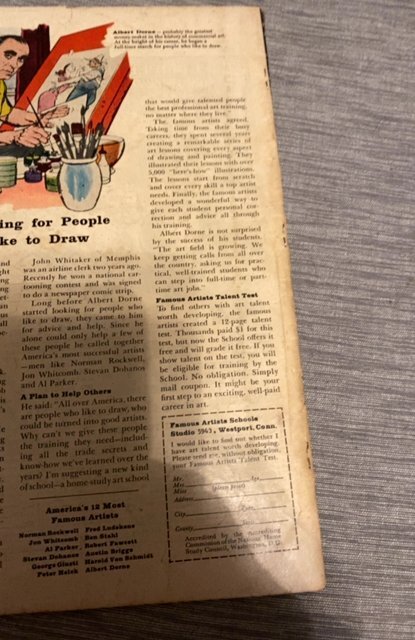 Albert Dorne — probably the greatest
success story in the history of commercial art.
At the height of his career, he began a
full-time search for people who like to draw.
ing for People
ke to Draw
John Whitaker of Memphis
was an airline clerk two years ago.
Recently he won a national car-
tooning contest and was signed
to do a newspaper comic strip.
Long before Albert Dorne
started looking for people who
like to draw, they came to him
for advice and help. Since he
alone could only help a few of
these people he called together
America's most successful artists
—men like Norman Rockwell,
Jon Whitcomb, Stevan Dohanos
and Al Parker.
A Plan to Help Others
He said: "All over America, there
are people who like to draw, who
could be turned into good artists.
Why can't we give these people
the training they need—includ-
ing all the trade secrets and
know-how we've learned over the
years? I'm suggesting a new kind
of school—a home study art school
America's 12 Most
Famous Artists
Norman Rockwell Fred Ludekens
Jon Whitcomb Ben Stahl
Al Parker Robert Fawcett
Stevan Dohanos Austin Briggs
George Giusti Harold Von Schmidt
Peter Helck Albert Dorne
that would give talented people
the best professional art training,
no matter where they live."
The famous artists agreed.
Taking time from their busy
careers, they spent several years
creating a remarkable series of
art lessons covering every aspect
of drawing and painting. They
illustrated their lessons with over
5,000 "here's-how" illustrations.
The lessons start from scratch
and cover every skill a top artist
needs. Finally, the famous artists
developed a wonderful way to
give each student personal cor-
rection and advice all through
his training.
Albert Dorne is not surprised
by the success of his students.
"The art field is growing. We
keep getting calls from all over
the country, asking us for prac-
tical, well-trained students who
can step into full-time or part-
time art jobs."
Famous Artists Talent Test
To find others with art talent
worth developing, the famous
artists created a 12-page talent
test. Thousands paid $1 for this
test, but now the School offers it
free and will grade it free. If you
show talent on the test, you will
be eligible for training by the
School. No obligation. Simply
mail coupon. It might be your
first step to an exciting, well-paid
career in art.
Famous Artists Schools
Studio 5963, Westport, Conn.
I would like to find out whether I
have art talent worth developing.
Please send me, without obligation,
your Famous Artists Talent Test.
Mr.
Mrs. Age
Miss (please print)
Address
City Zone
County State
Accredited by the Accrediting
Commission of the National Home
Study Council, Washington, D.C.